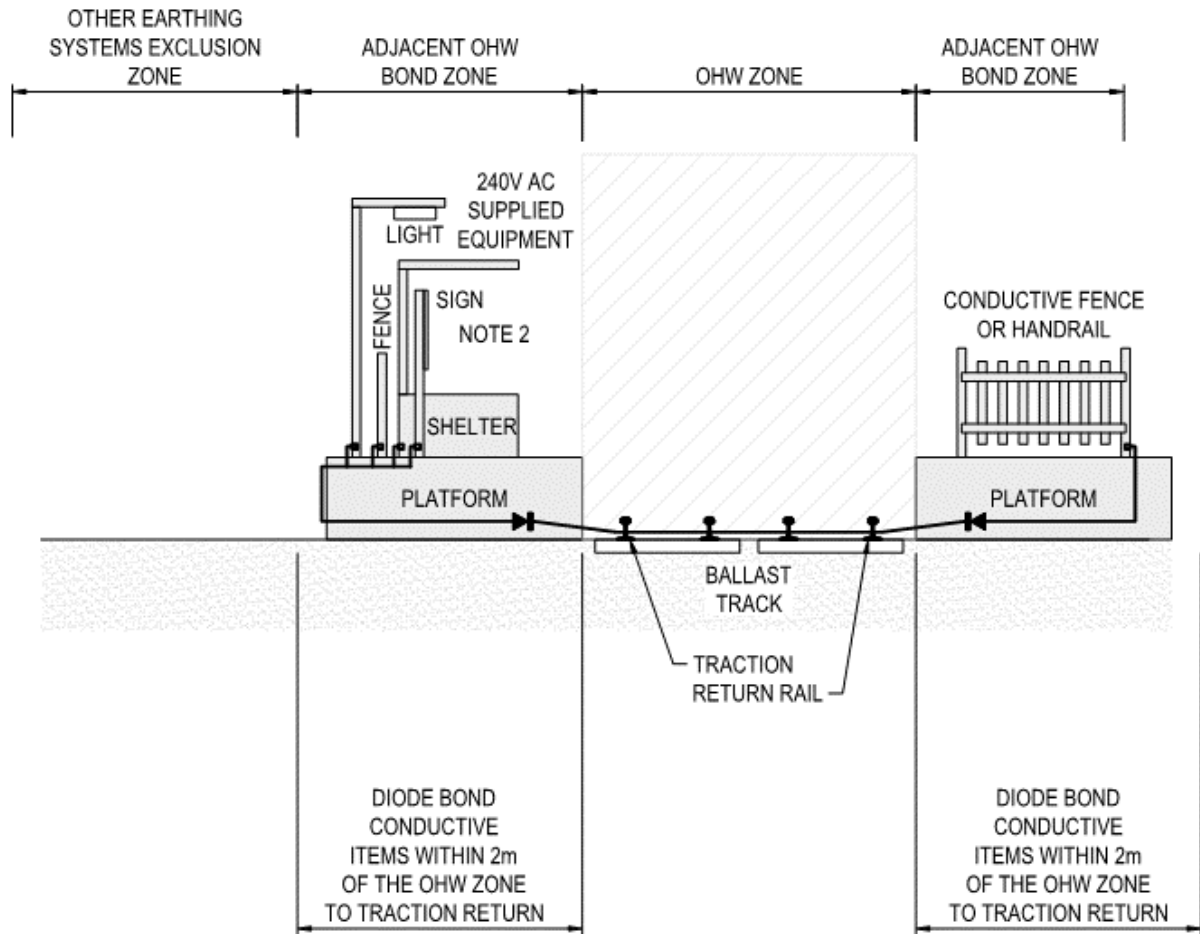 OTHER EARTHING
SYSTEMS EXCLUSION
ZONE
ADJACENT OHW
BOND ZONE
OHW ZONE
ADJACENT OHW
BOND ZONE
240V AC
SUPPLIED
EQUIPMENT
LIGHT
FENCE
SIGN
NOTE 2
SHELTER
CONDUCTIVE FENCE
OR HANDRAIL
PLATFORM
PLATFORM
BALLAST
TRACK
TRACTION
RETURN RAIL
DIODE BOND
CONDUCTIVE
ITEMS WITHIN 2m
OF THE OHW ZONE
TO TRACTION RETURN
DIODE BOND
CONDUCTIVE
ITEMS WITHIN 2m
OF THE OHW ZONE
TO TRACTION RETURN